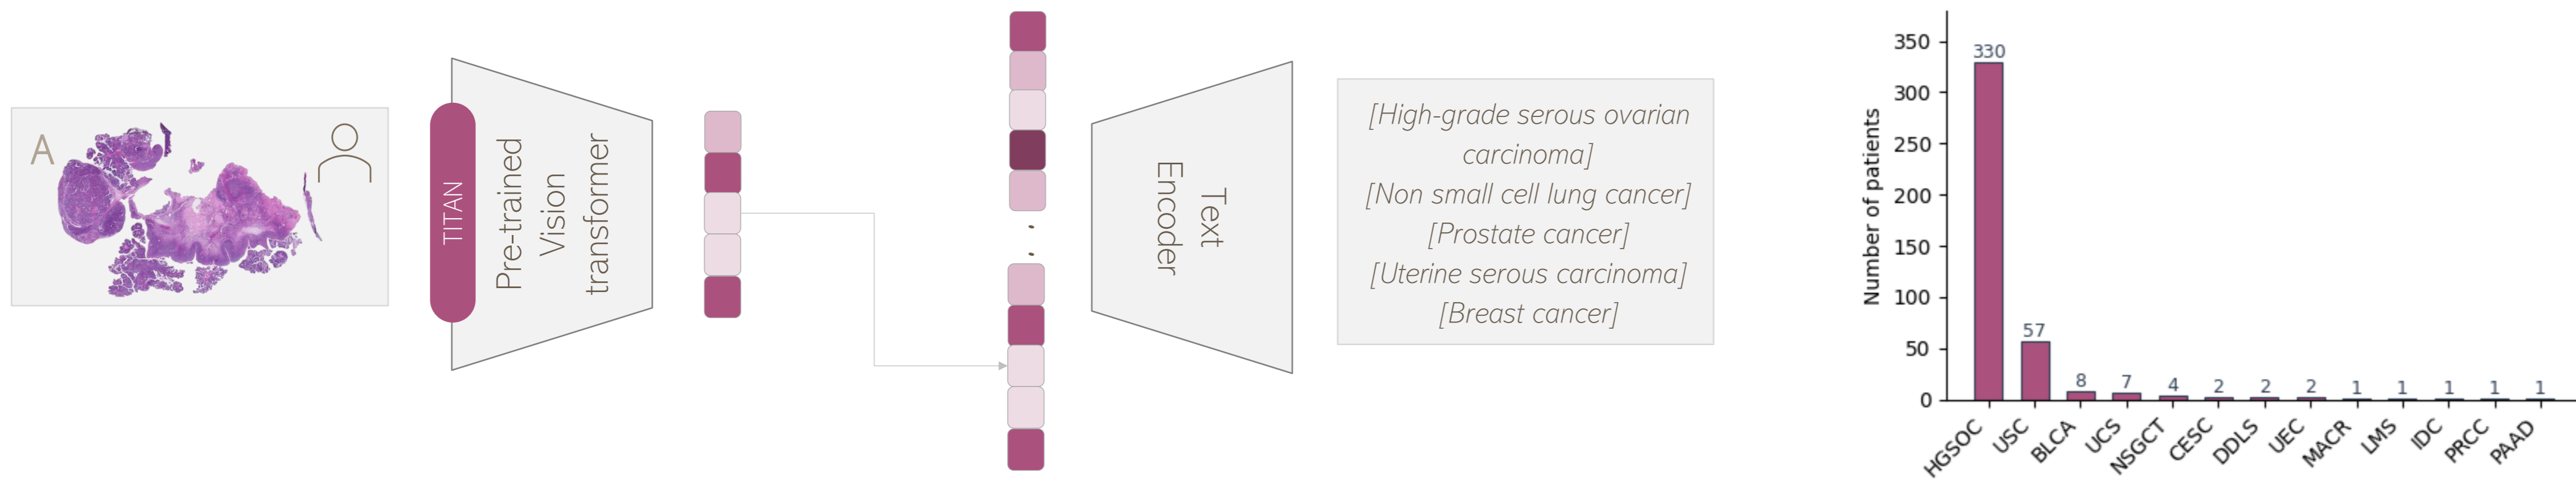 A
TITAN
Pre-trained
Vision
transformer
Text
Encoder
[High-grade serous ovarian
carcinoma]
[Non small cell lung cancer]
[Prostate cancer]
[Uterine serous carcinoma]
[Breast cancer]
Number of patients
350
300
250
200
150
100
50
0
330
57
8
7
4
2
2
2
1
1
1
1
1
HGSOC
USC
BLCA
UCS
NSGCT
CESC
DDLS
UEC
MACR
LMS
IDC
PRCC
PAAD